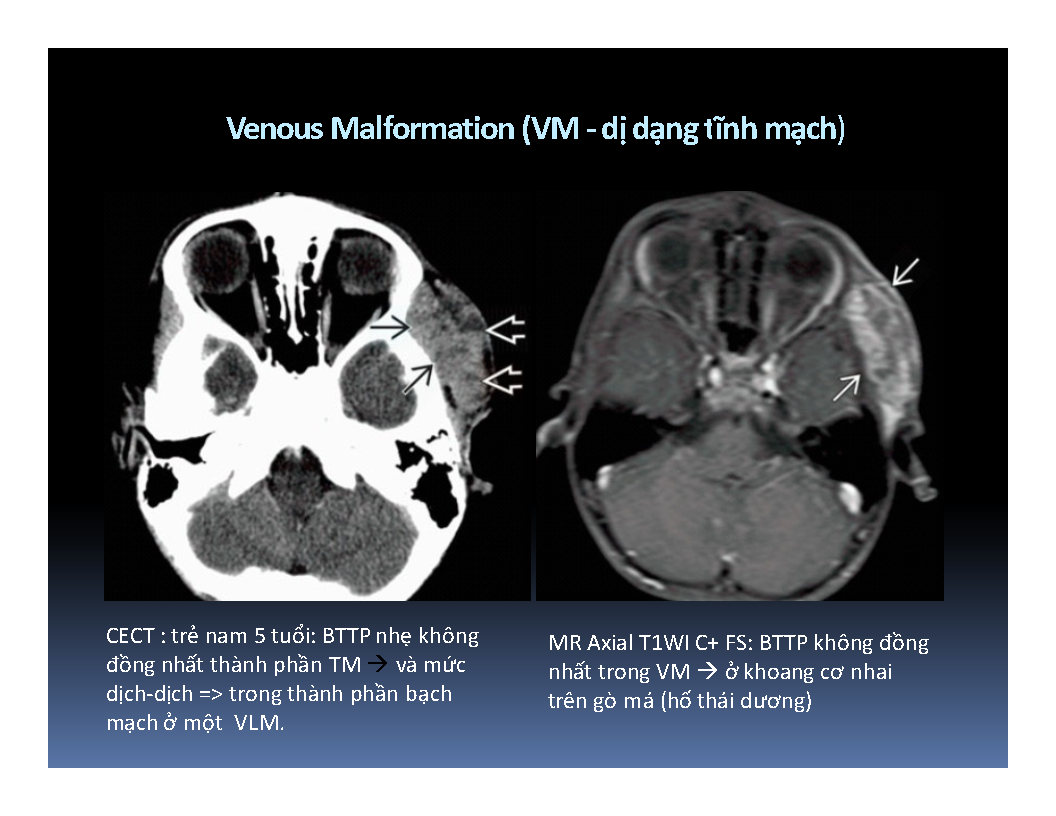 Venous Malformation (VM - dị dạng tĩnh mạch)
CECT : trẻ nam 5 tuổi: BTTP nhẹ không
đồng nhất thành phần TM → và mức
dịch-dịch => trong thành phần bạch
mạch ở một VLM.
MR Axial T1WI C+ FS: BTTP không đồng
nhất trong VM → ở khoang cơ nhai
trên gò má (hố thái dương)